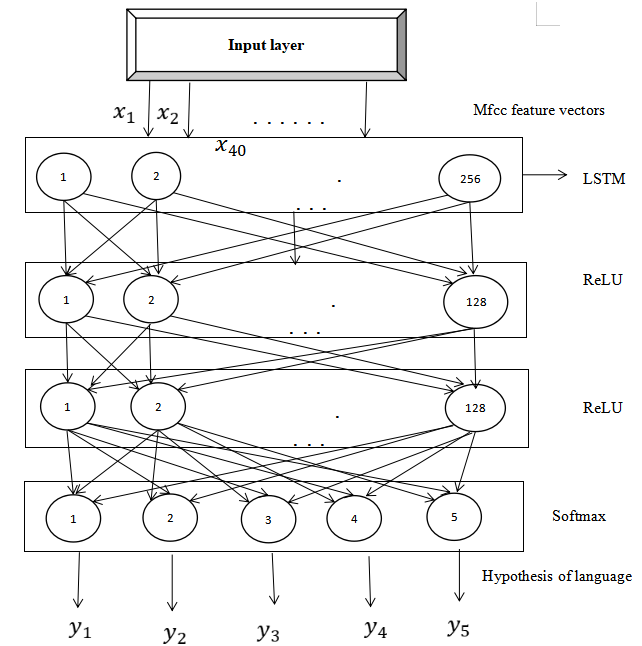 Input layer
x₁ x₂ . . . . . .
Mfcc feature vectors
x₄₀
1 2 . 256
LSTM
. . .
ReLU
1 2 . 128
. . .
ReLU
1 2 . 128
. . .
1 2 3 4 5
Softmax
Hypothesis of language
y₁ y₂ y₃ y₄ y₅